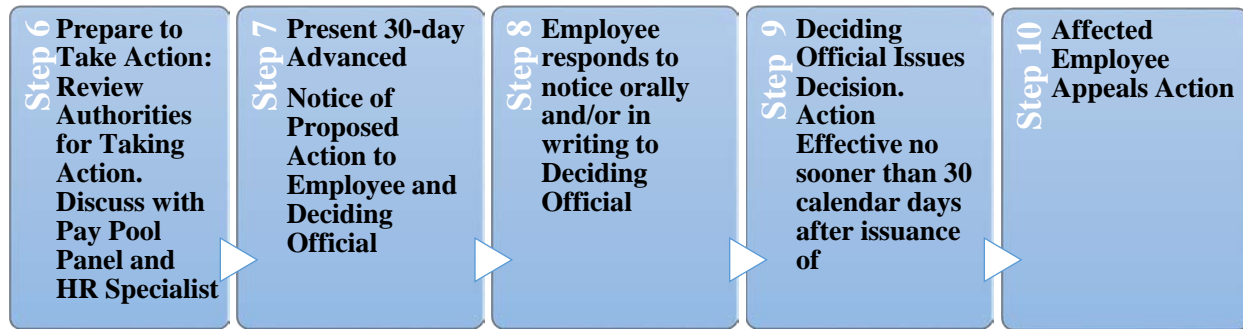 Step 6
Prepare to
Take Action:
Review
Authorities
for Taking
Action.
Discuss with
Pay Pool
Panel and
HR Specialist
Step 7
Present 30-day
Advanced
Notice of
Proposed
Action to
Employee and
Deciding
Official
Step 8
Employee
responds to
notice orally
and/or in
writing to
Deciding
Official
Step 9
Deciding
Official Issues
Decision.
Action
Effective no
sooner than 30
calendar days
after issuance
of
Step 10
Affected
Employee
Appeals Action